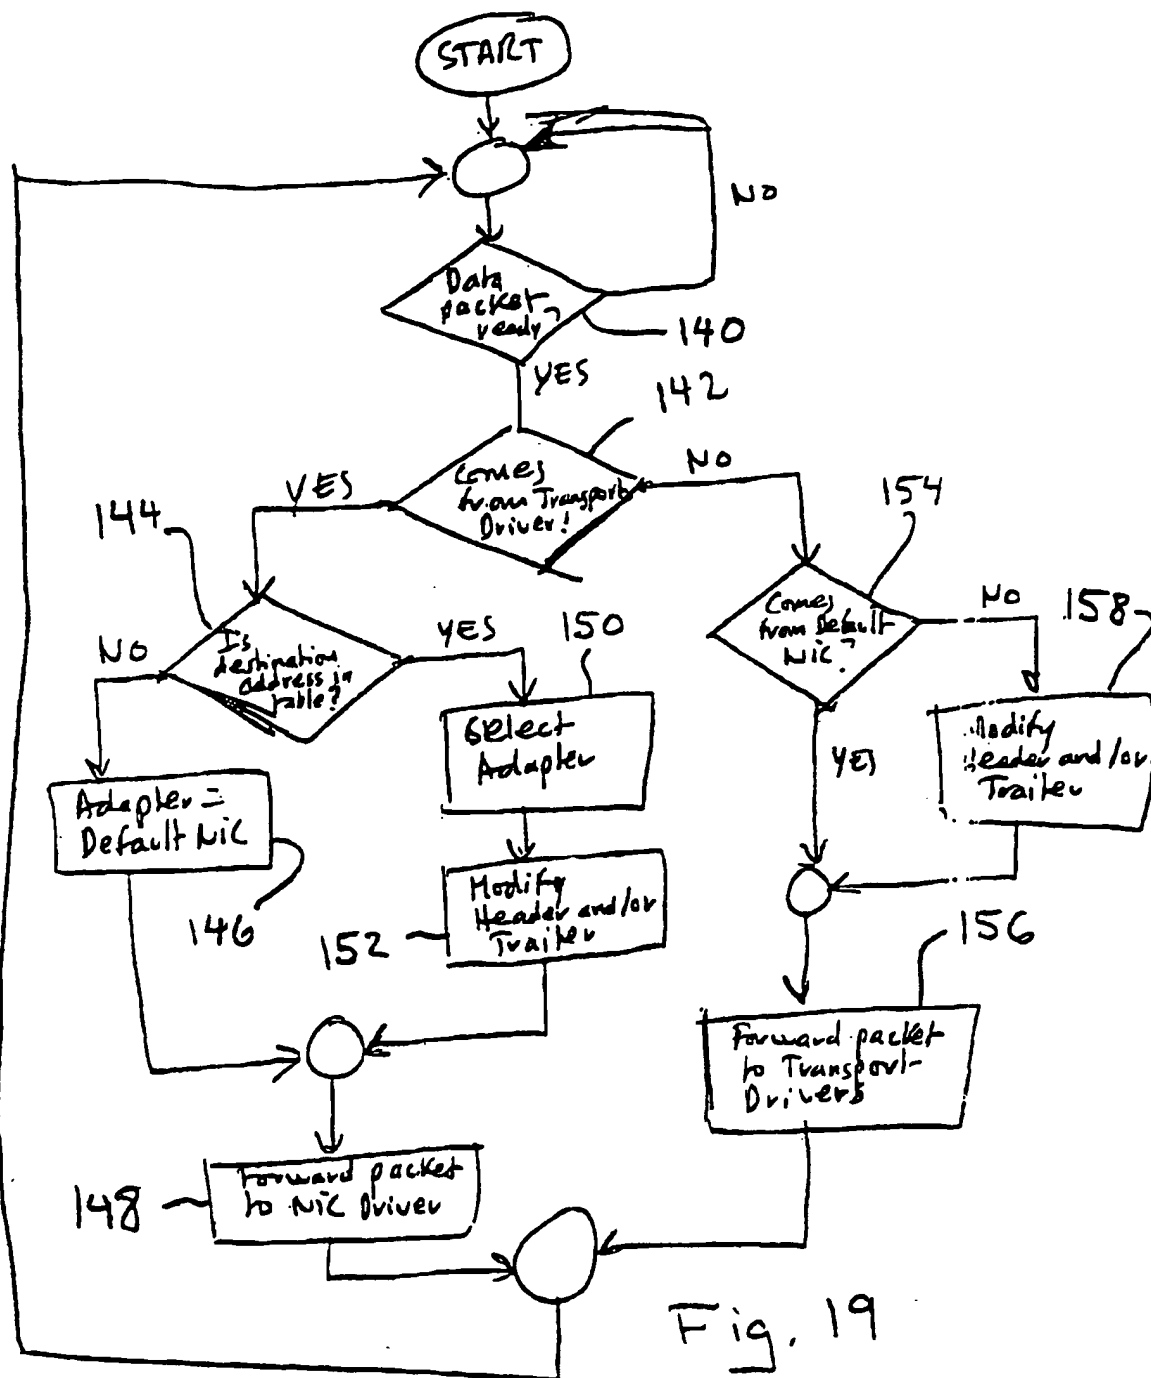 START
NO
Data
packet
ready?
140
YES
142
Comes
from Transport
Driver?
YES
NO
144
154
Is
destination
address in
table?
NO
YES
150
Comes
from Default
NIC?
NO
158
Select
Adapter
YES
Modify
Header and/or
Trailer
Adapter =
Default NIC
146
152
Modify
Header and/or
Trailer
156
Forward packet
to Transport
Drivers
148
Forward packet
to NIC Driver
Fig. 19